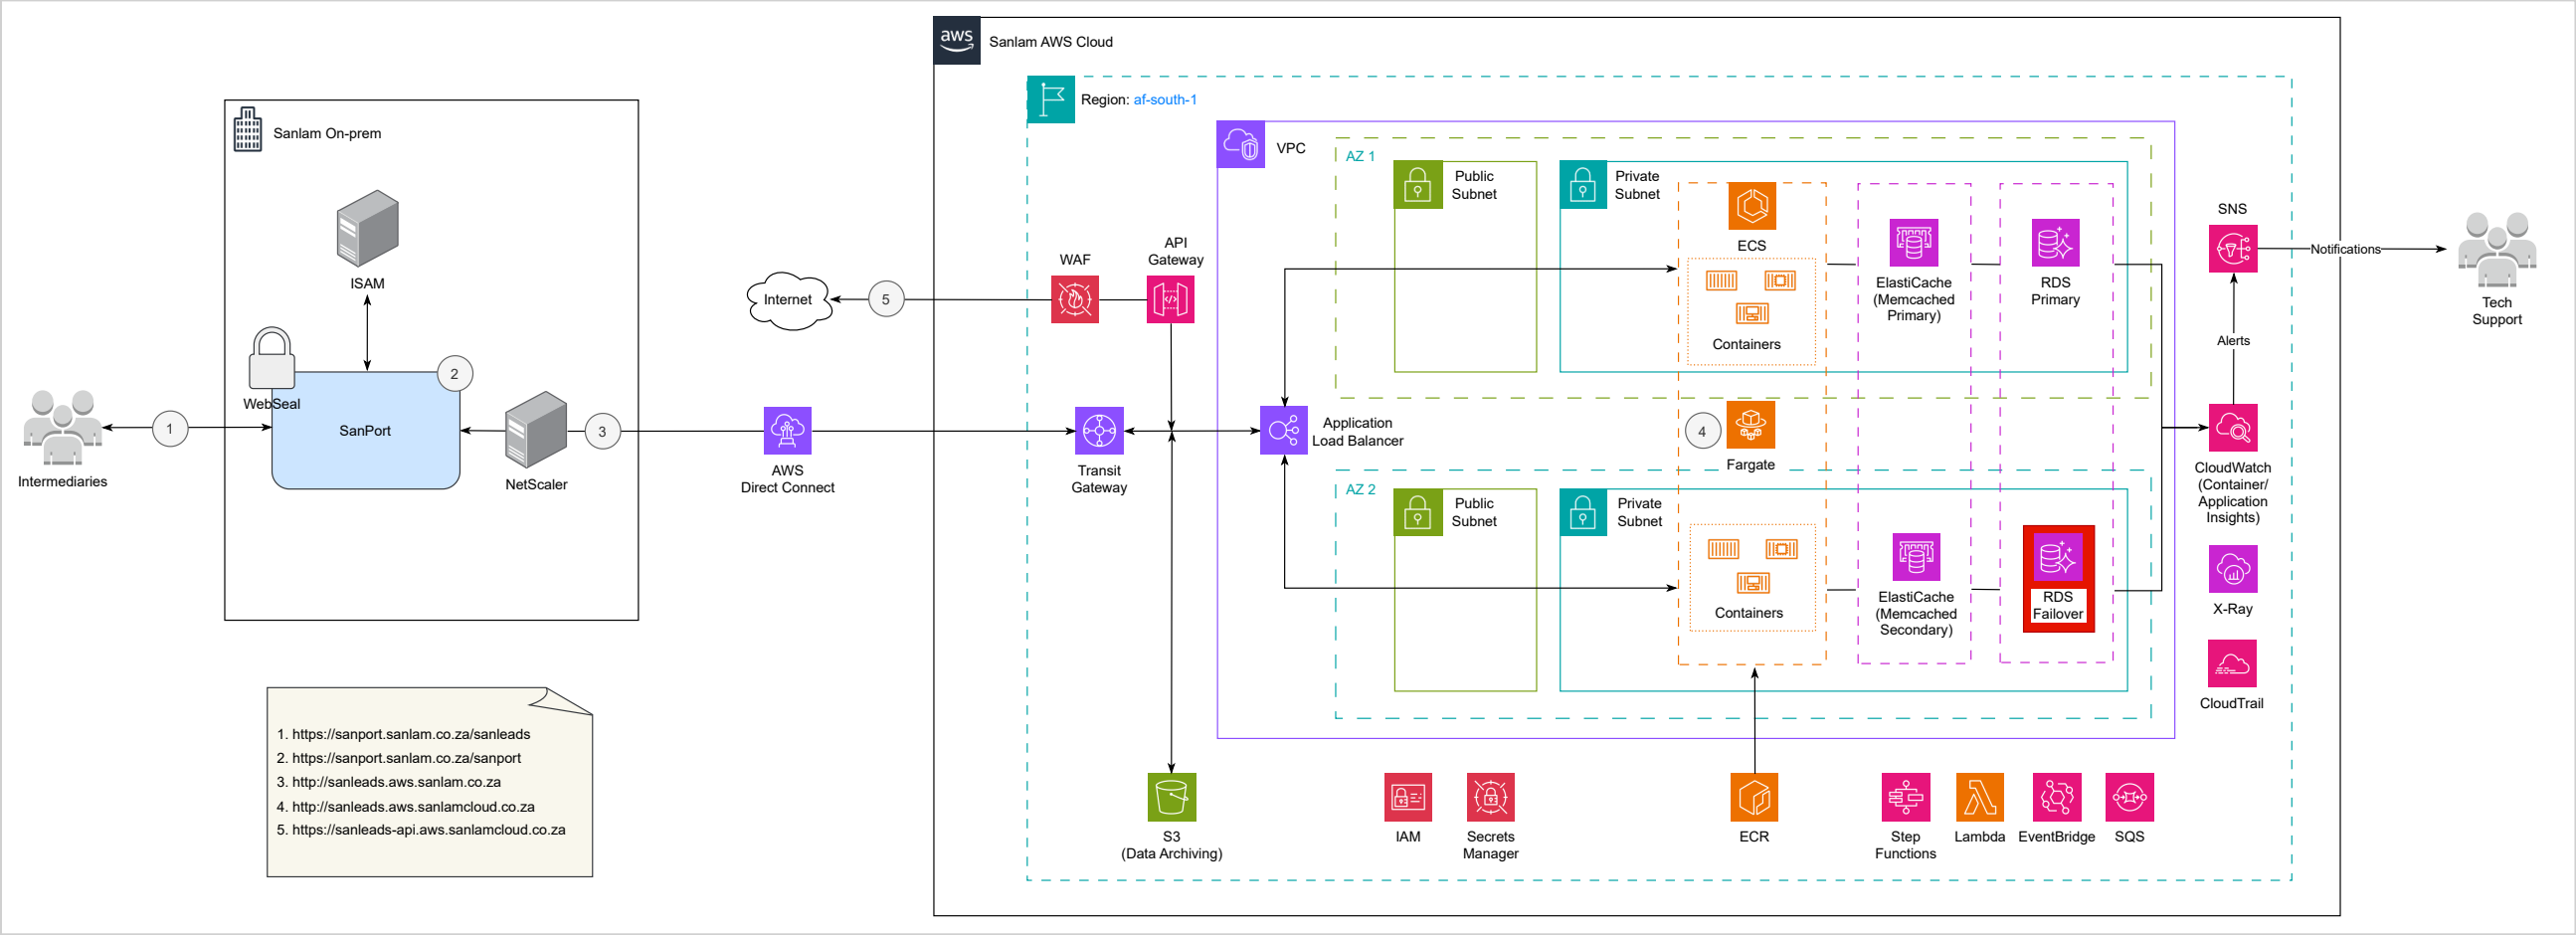 aws
Sanlam AWS Cloud
Region: af-south-1
Sanlam On-prem
VPC
AZ 1
Public
Subnet
Private
Subnet
ECS
Containers
ElastiCache
(Memcached
Primary)
RDS
Primary
SNS
Notifications
Tech
Support
Alerts
ISAM
WebSeal
SanPort
2
Intermediaries
1
NetScaler
3
Internet
5
WAF
API
Gateway
AWS
Direct Connect
Transit
Gateway
Application
Load Balancer
4
Fargate
CloudWatch
(Container/
Application
Insights)
AZ 2
Public
Subnet
Private
Subnet
Containers
ElastiCache
(Memcached
Secondary)
RDS
Failover
X-Ray
CloudTrail
1. https://sanport.sanlam.co.za/sanleads
2. https://sanport.sanlam.co.za/sanport
3. http://sanleads.aws.sanlam.co.za
4. http://sanleads.aws.sanlamcloud.co.za
5. https://sanleads-api.aws.sanlamcloud.co.za
S3
(Data Archiving)
IAM
Secrets
Manager
ECR
Step
Functions
Lambda
EventBridge
SQS